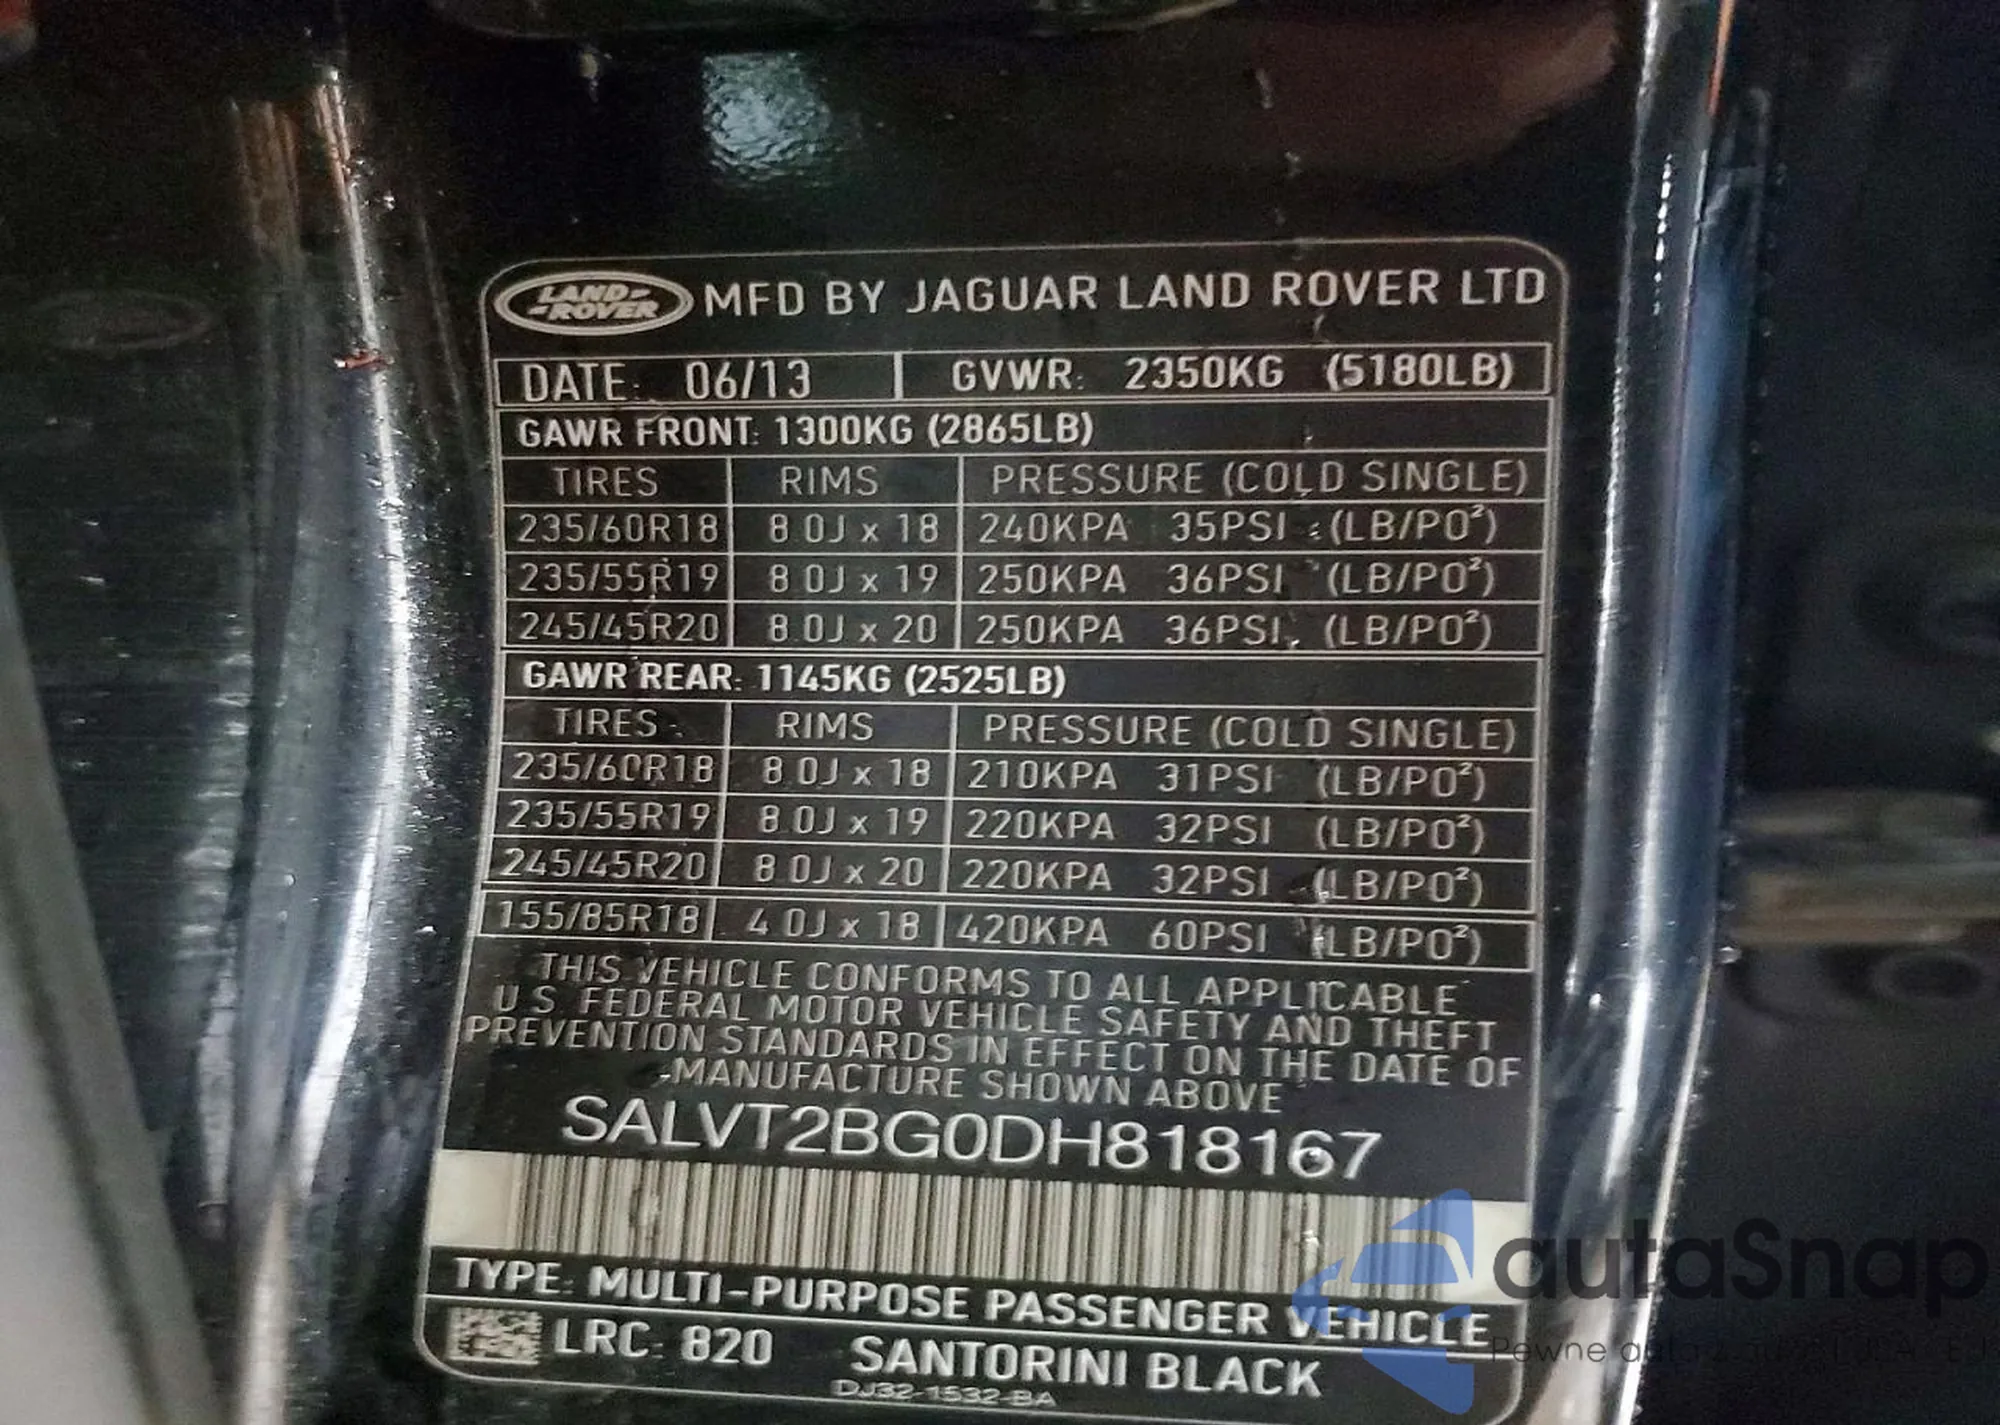 LAND ROVER MFD BY JAGUAR LAND ROVER LTD
DATE: 06/13 GVWR: 2350KG (5180LB)
GAWR FRONT: 1300KG (2865LB)
TIRES RIMS PRESSURE (COLD SINGLE)
235/60R18 8.0J x 18 240KPA 35PSI (LB/PO²)
235/55R19 8.0J x 19 250KPA 36PSI (LB/PO²)
245/45R20 8.0J x 20 250KPA 36PSI (LB/PO²)
GAWR REAR: 1145KG (2525LB)
TIRES RIMS PRESSURE (COLD SINGLE)
235/60R18 8.0J x 18 210KPA 31PSI (LB/PO²)
235/55R19 8.0J x 19 220KPA 32PSI (LB/PO²)
245/45R20 8.0J x 20 220KPA 32PSI (LB/PO²)
155/85R18 4.0J x 18 420KPA 60PSI (LB/PO²)
THIS VEHICLE CONFORMS TO ALL APPLICABLE
U.S. FEDERAL MOTOR VEHICLE SAFETY AND THEFT
PREVENTION STANDARDS IN EFFECT ON THE DATE OF
MANUFACTURE SHOWN ABOVE
SALVT2BG0DH818167
TYPE: MULTI-PURPOSE PASSENGER VEHICLE
LRC: 820 SANTORINI BLACK
DJ32-1532-BA
autaSnap
Pewne auta z